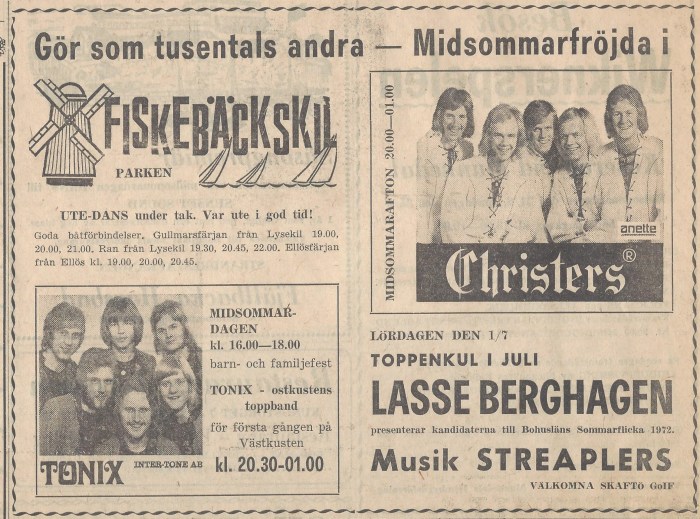 Gör som tusentals andra — Midsommarfröjda i
FISKEBÄCKSKIL
PARKEN
UTE-DANS under tak. Var ute i god tid!
Goda båtförbindelser, Gullmarsfärjan från Lysekil 19.00,
20.00, 21.00, Ran från Lysekil 19.30, 20.45, 22.00. Ellösfärjan
från Ellös kl. 19.00, 20.00, 20.45.
MIDSOMMAR-
DAGEN
kl. 16.00—18.00
barn- och familjefest
TONIX - ostkustens
toppband
för första gången på
Västkusten
kl. 20.30-01.00
TONIX
INTER-TONE AB
MIDSOMMARAFTON 20.00—01.00
anette
Christers®
LÖRDAGEN DEN 1/7
TOPPENKUL I JULI
LASSE BERGHAGEN
presenterar kandidaterna till Bohusläns Sommarflicka 1972.
Musik STREAPLERS
VÄLKOMNA SKAFTÖ GoIF